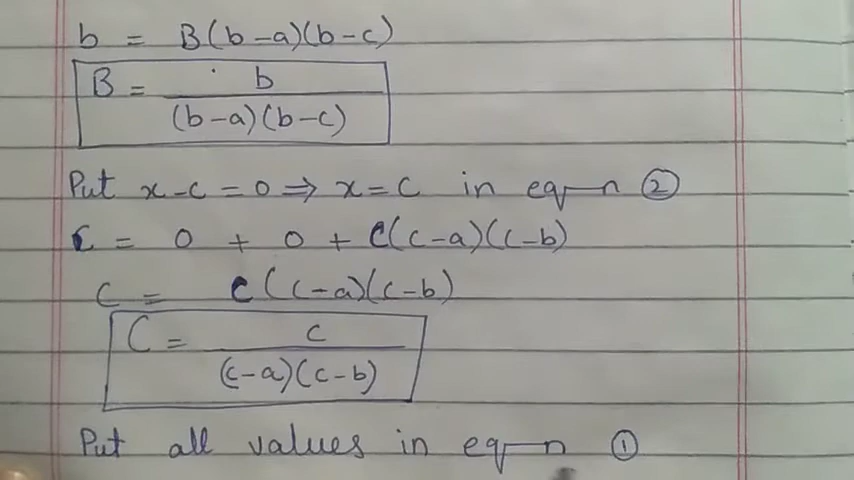 b = B(b-a)(b-c)
B = b
(b-a)(b-c)
Put x-c=0 ⇒ x=c in eqn ②
c = 0 + 0 + C(c-a)(c-b)
c = C(c-a)(c-b)
C = c
(c-a)(c-b)
Put all values in eqn ①